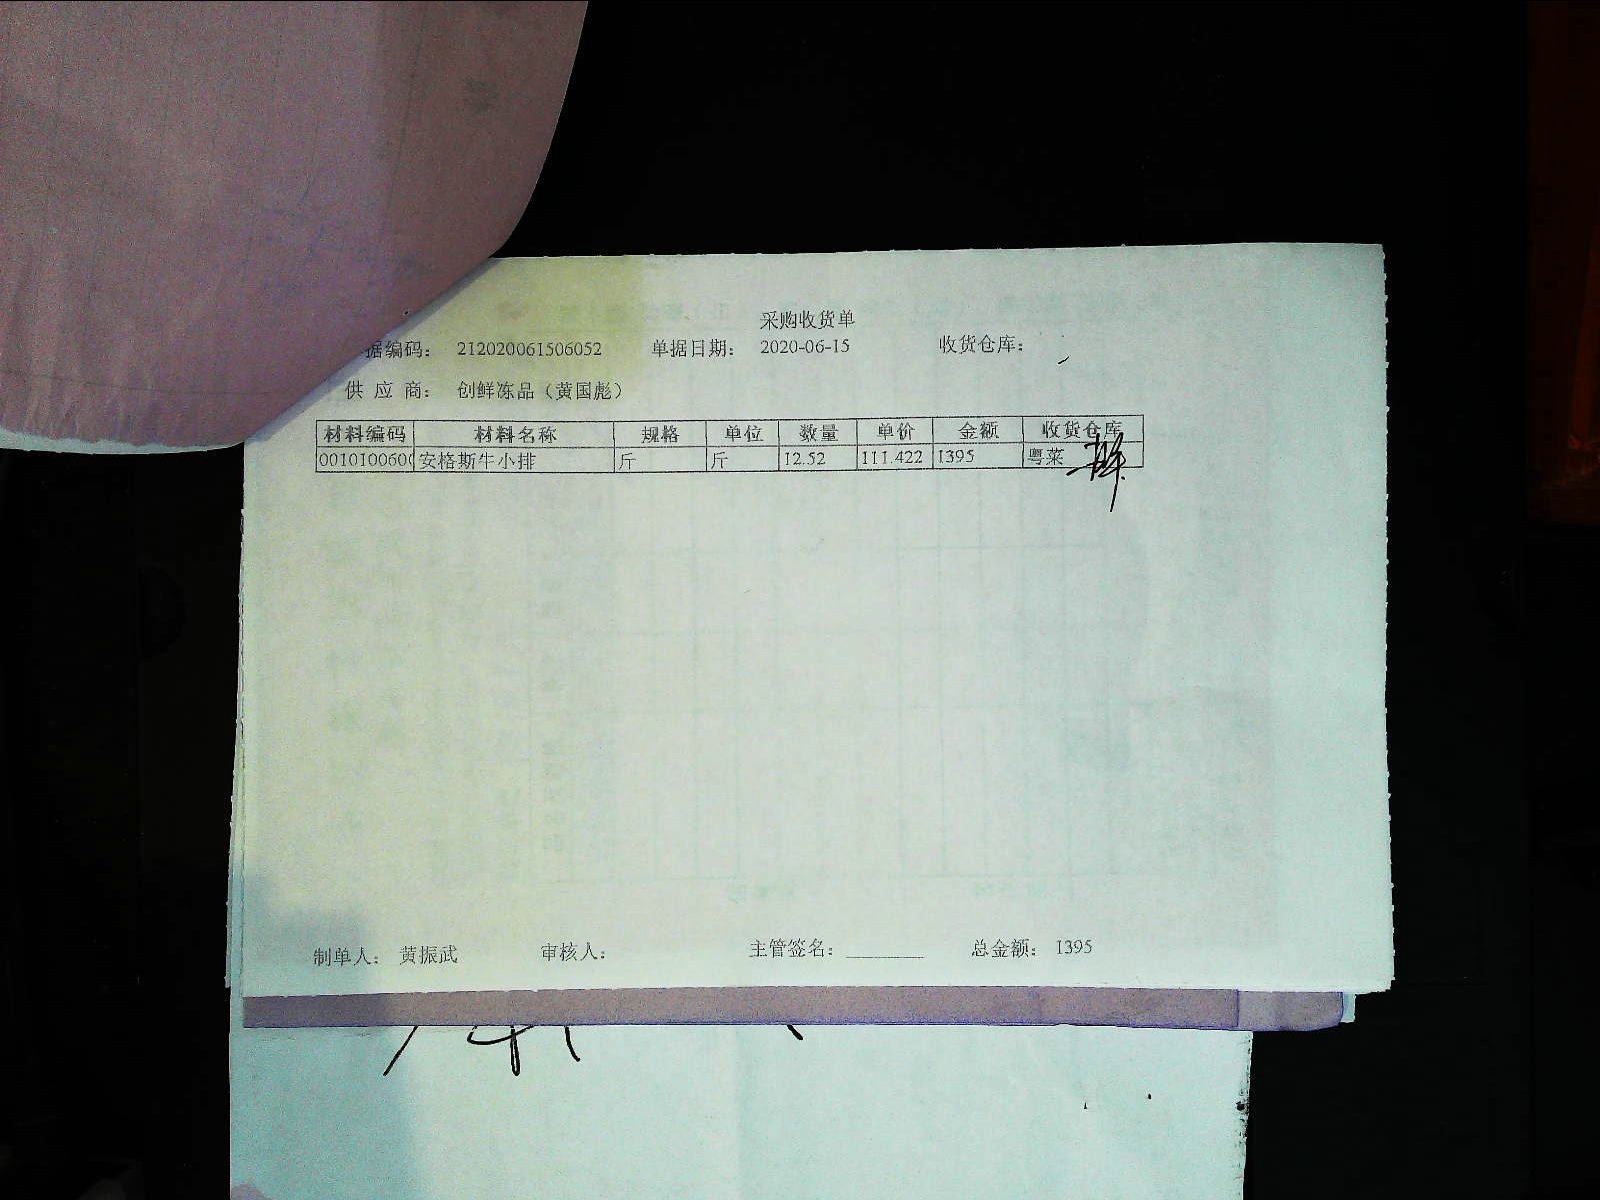 采购收货单
据编码： 212020061506052 单据日期： 2020-06-15 收货仓库：
供 应 商： 创鲜冻品（黄国彪）
材料编码 材料名称 规格 单位 数量 单价 金额 收货仓库
0010100600 安格斯牛小排 斤 斤 12.52 111.422 1395 粤菜
制单人： 黄振武 审核人： 主管签名： 总金额： 1395